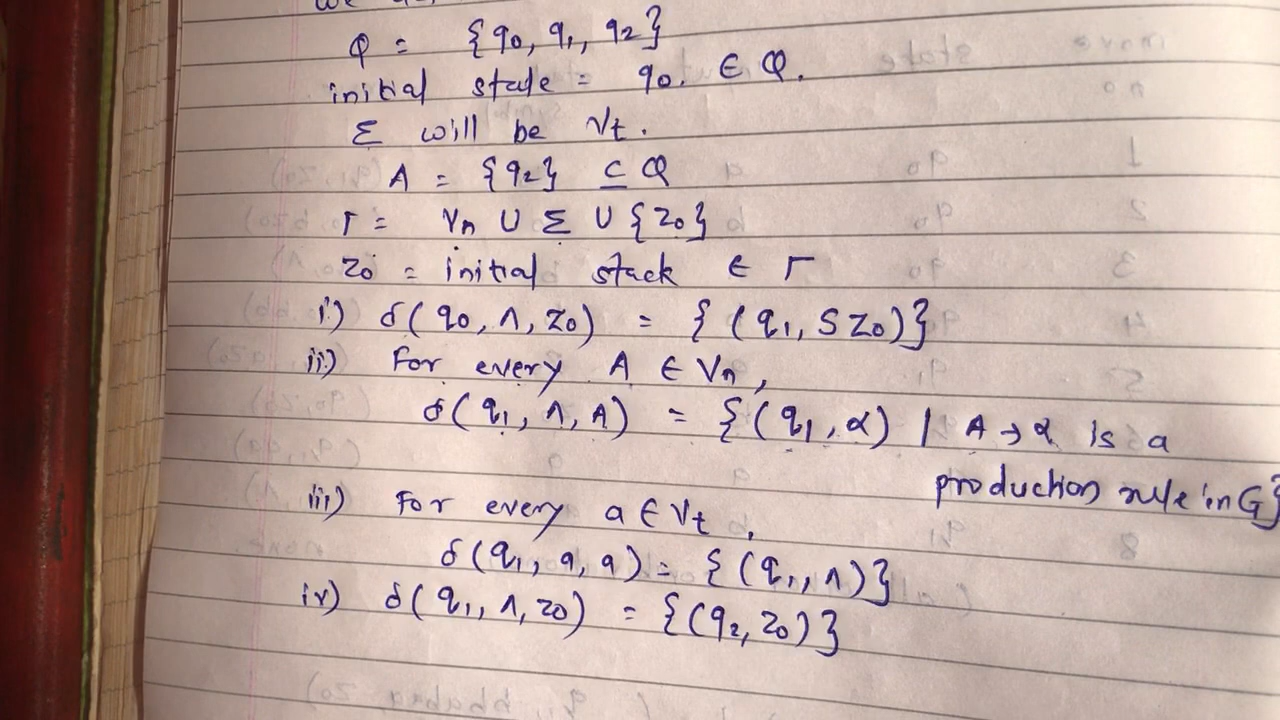 we
Q = {q0, q1, q2}
initial state = q0. ∈ Q.
Σ will be Vt.
A = {q2} ⊆ Q
Γ = Vn ∪ Σ ∪ {z0}
z0 = initial stack ∈ Γ
i) δ(q0, Λ, z0) = {(q1, S z0)}
ii) For every A ∈ Vn,
δ(q1, Λ, A) = {(q1, α) | A → α is a
production rule in G}
iii) For every a ∈ Vt,
δ(q1, a, a) = {(q1, Λ)}
iv) δ(q1, Λ, z0) = {(q2, z0)}